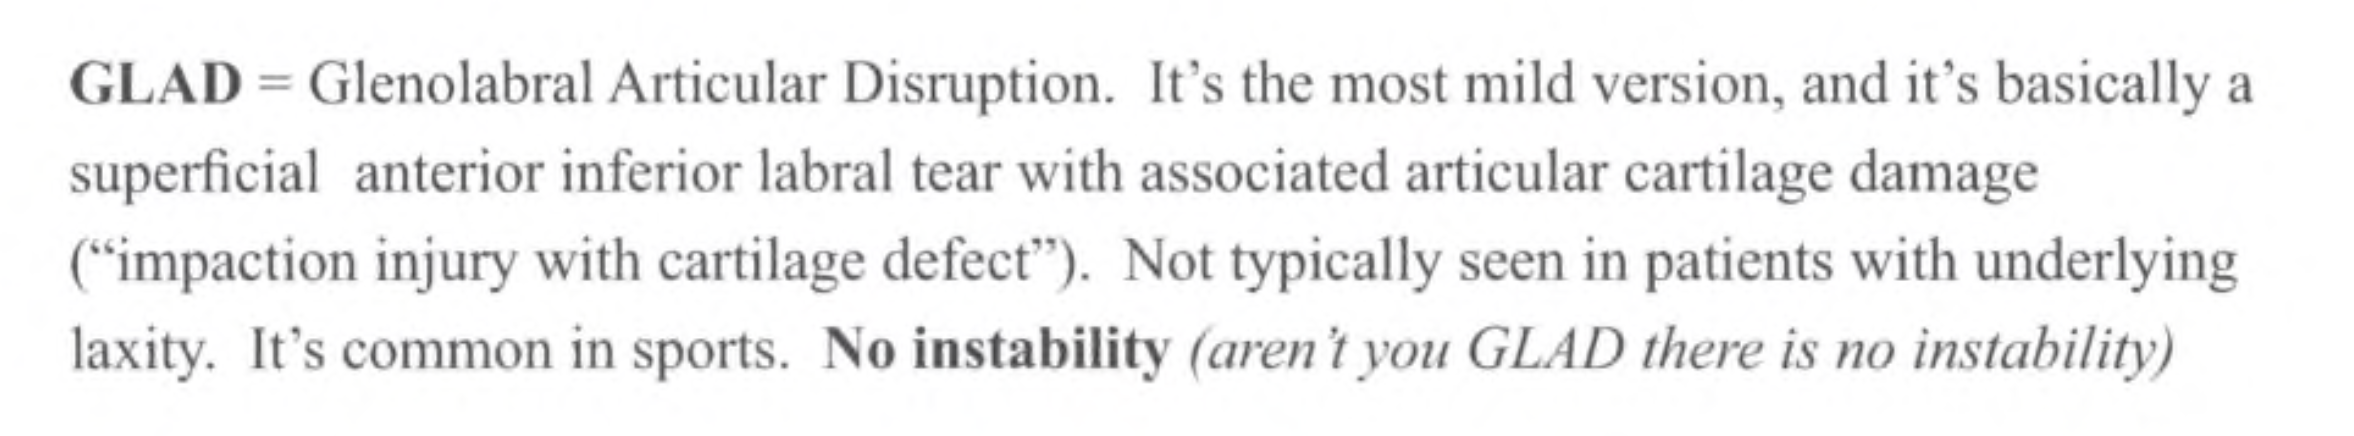 GLAD = Glenolabral Articular Disruption. It’s the most mild version, and it’s basically a
superficial anterior inferior labral tear with associated articular cartilage damage
(“impaction injury with cartilage defect”). Not typically seen in patients with underlying
laxity. It’s common in sports. No instability (aren’t you GLAD there is no instability)